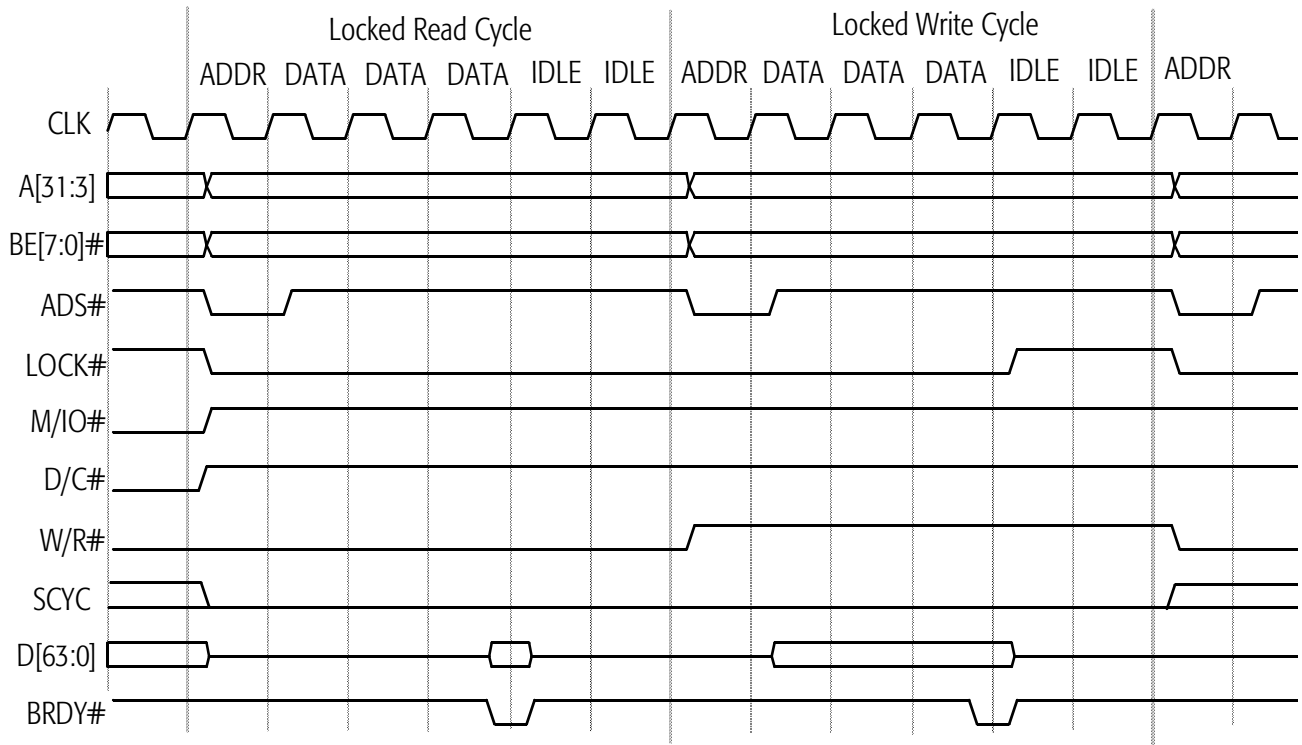 Locked Read Cycle Locked Write Cycle
ADDR DATA DATA DATA IDLE IDLE ADDR DATA DATA DATA IDLE IDLE ADDR
CLK
A[31:3]
BE[7:0]#
ADS#
LOCK#
M/IO#
D/C#
W/R#
SCYC
D[63:0]
BRDY#